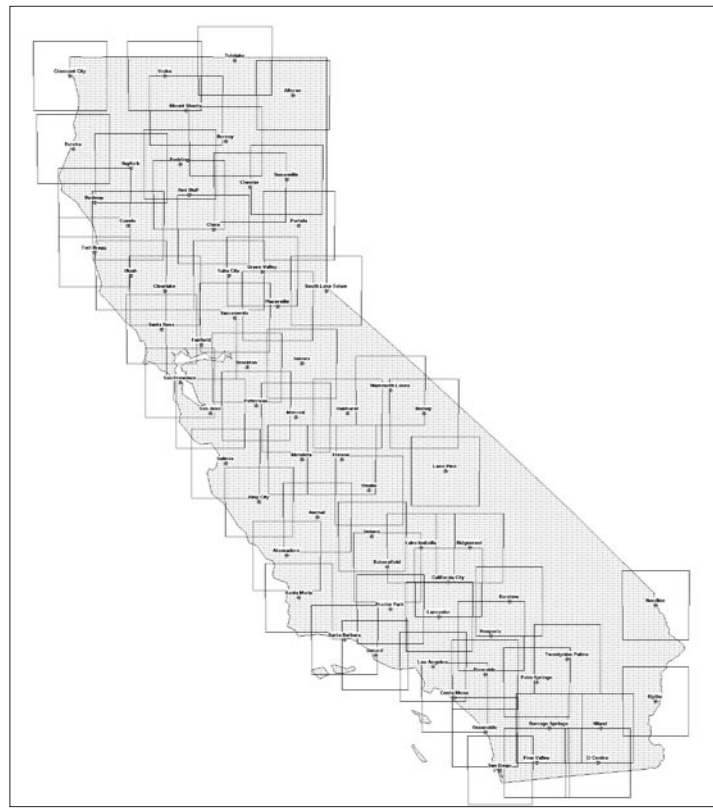 Tulelake
Crescent City
Yreka
Alturas
Mount Shasta
Burney
Eureka
Redding
Hayfork
Susanville
Chester
Red Bluff
Redway
Covelo
Chico
Portola
Fort Bragg
Ukiah
Yuba City
Grass Valley
Clearlake
South Lake Tahoe
Placerville
Sacramento
Santa Rosa
Fairfield
Stockton
Sonora
San Francisco
Mammoth Lakes
Patterson
San Jose
Merced
Oakhurst
Bishop
Salinas
Madera
Fresno
Lone Pine
Visalia
King City
Avenal
Delano
Atascadero
Lake Isabella
Ridgecrest
Bakersfield
California City
Santa Maria
Frazier Park
Lancaster
Barstow
Needles
Santa Barbara
Hesperia
Oxnard
Los Angeles
Riverside
Twentynine Palms
Palm Springs
Costa Mesa
Blythe
Oceanside
Borrego Springs
Niland
San Diego
Pine Valley
El Centro